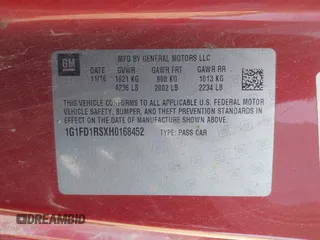 GM
MFD BY GENERAL MOTORS LLC
11/16 GVWR GAWR FRT GAWR RR
1921 KG 908 KG 1013 KG
4236 LB 2002 LB 2234 LB
THIS VEHICLE CONFORMS TO ALL APPLICABLE U.S. FEDERAL MOTOR
VEHICLE SAFETY, BUMPER, AND THEFT PREVENTION STANDARDS IN
EFFECT ON THE DATE OF MANUFACTURE SHOWN ABOVE.
1G1FD1RSXH0168452 TYPE: PASS CAR
DREAMBID